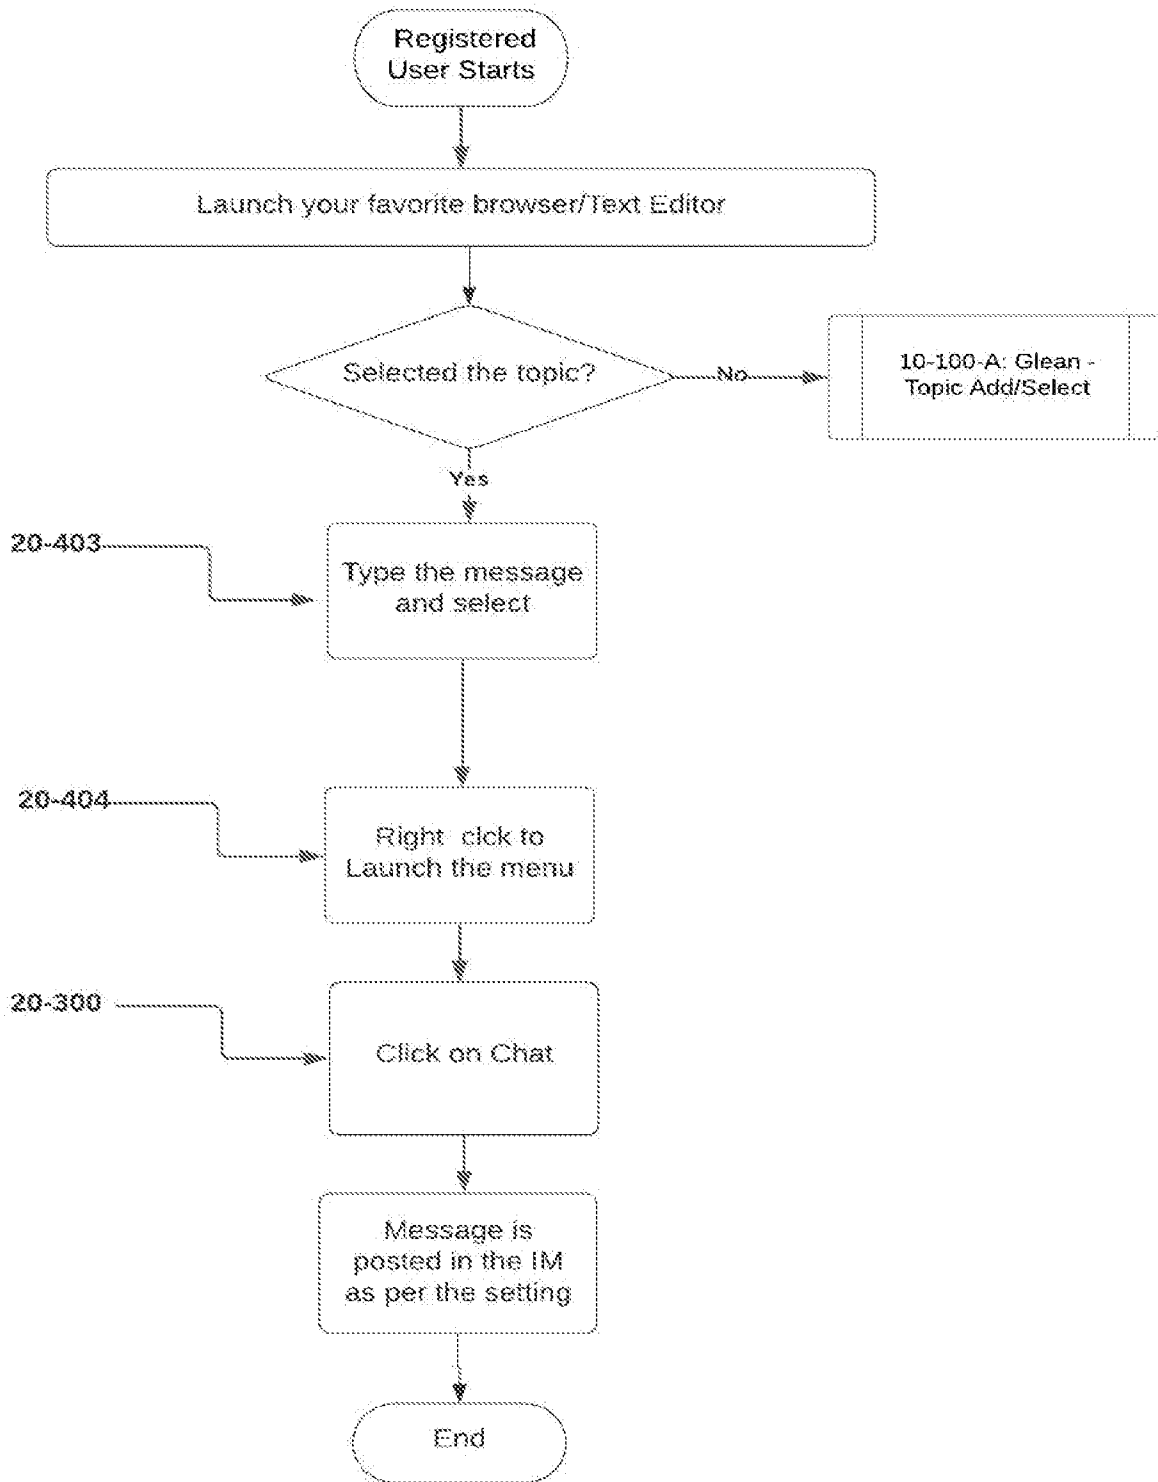 Registered
User Starts
Launch your favorite browser/Text Editor
Selected the topic?
No
10-100-A: Glean -
Topic Add/Select
Yes
20-403
Type the message
and select
20-404
Right clck to
Launch the menu
20-300
Click on Chat
Message is
posted in the IM
as per the setting
End